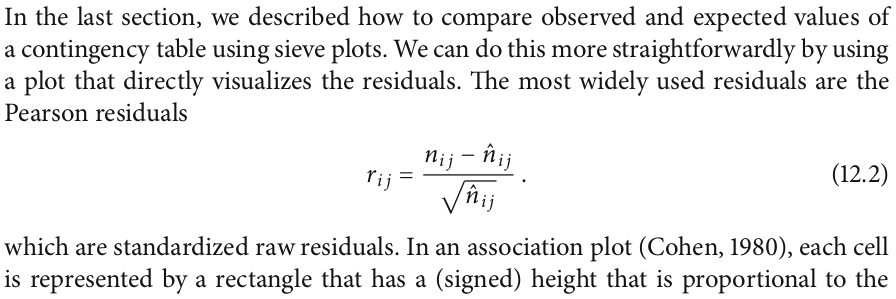 In the last section, we described how to compare observed and expected values of
a contingency table using sieve plots. We can do this more straightforwardly by using
a plot that directly visualizes the residuals. The most widely used residuals are the
Pearson residuals
r_{ij} = \frac{n_{ij} - \hat{n}_{ij}}{\sqrt{\hat{n}_{ij}}} . (12.2)
which are standardized raw residuals. In an association plot (Cohen, 1980), each cell
is represented by a rectangle that has a (signed) height that is proportional to the